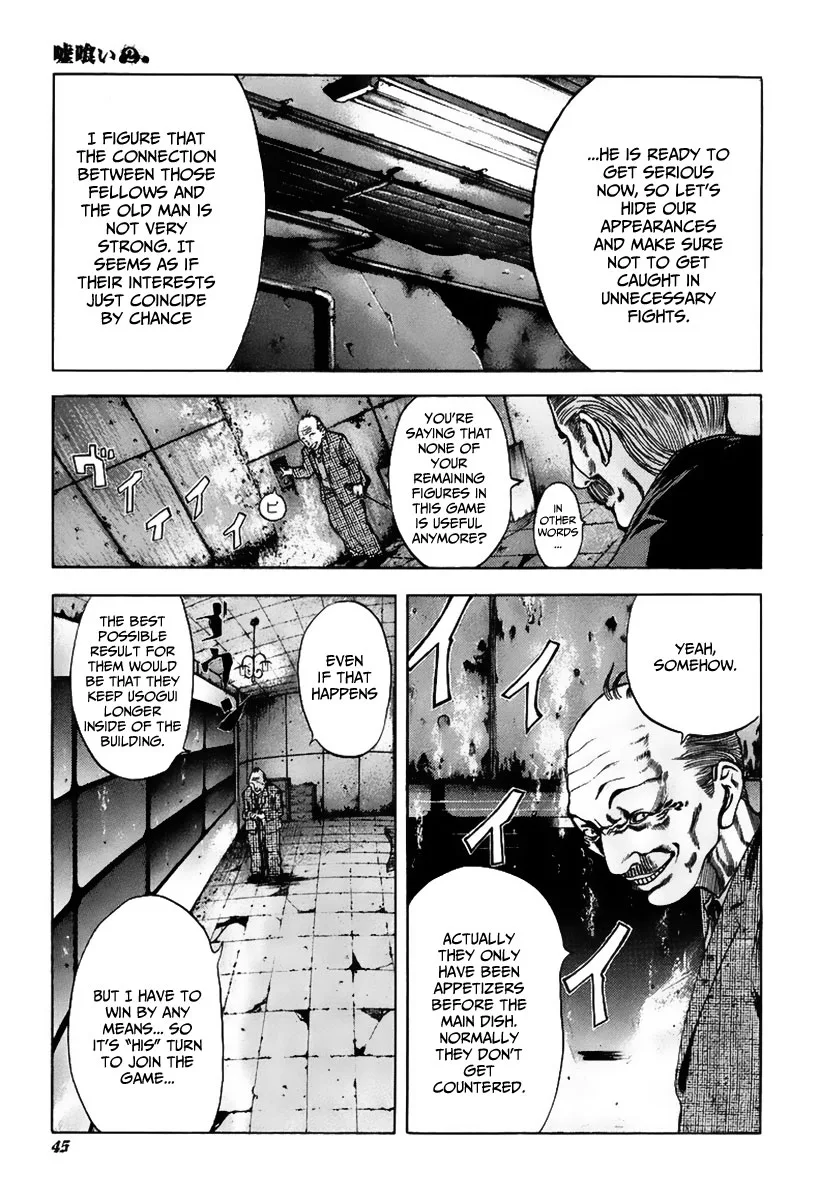 嘘喰い
...HE IS READY TO
GET SERIOUS
NOW, SO LET'S
HIDE OUR
APPEARANCES
AND MAKE SURE
NOT TO GET
CAUGHT IN
UNNECESSARY
FIGHTS.
I FIGURE THAT
THE CONNECTION
BETWEEN THOSE
FELLOWS AND
THE OLD MAN IS
NOT VERY
STRONG. IT
SEEMS AS IF
THEIR INTERESTS
JUST COINCIDE
BY CHANCE
IN
OTHER
WORDS
...
YOU'RE
SAYING THAT
NONE OF
YOUR
REMAINING
FIGURES IN
THIS GAME
IS USEFUL
ANYMORE?
ピ
ヴィイイイ
YEAH,
SOMEHOW.
イイイイ
ACTUALLY
THEY ONLY
HAVE BEEN
APPETIZERS
BEFORE THE
MAIN DISH.
NORMALLY
THEY DON'T
GET
COUNTERED.
EVEN
IF THAT
HAPPENS
THE BEST
POSSIBLE
RESULT FOR
THEM WOULD
BE THAT THEY
KEEP USOGUI
LONGER
INSIDE OF THE
BUILDING.
BUT I HAVE TO
WIN BY ANY
MEANS... SO
IT'S "HIS" TURN
TO JOIN THE
GAME...
45